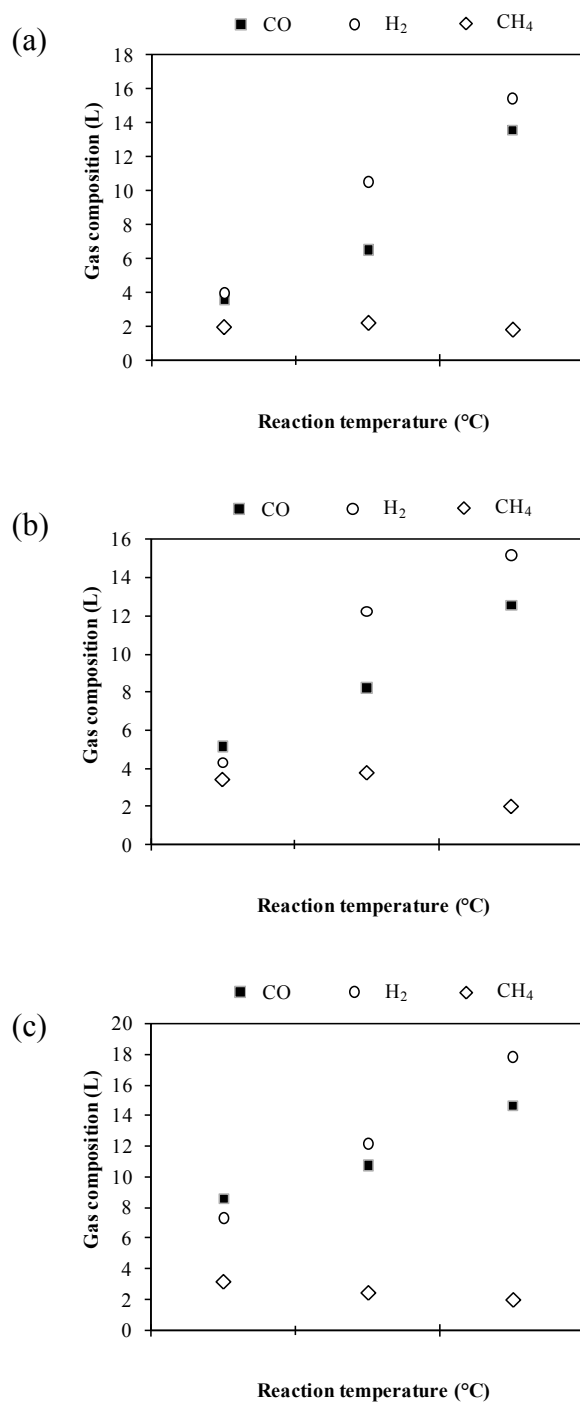 (a)
CO H₂ CH₄
18
16
14
12
10
8
6
4
2
0
Gas composition (L)
Reaction temperature (°C)
(b)
CO H₂ CH₄
16
14
12
10
8
6
4
2
0
Gas composition (L)
Reaction temperature (°C)
(c)
CO H₂ CH₄
20
18
16
14
12
10
8
6
4
2
0
Gas composition (L)
Reaction temperature (°C)